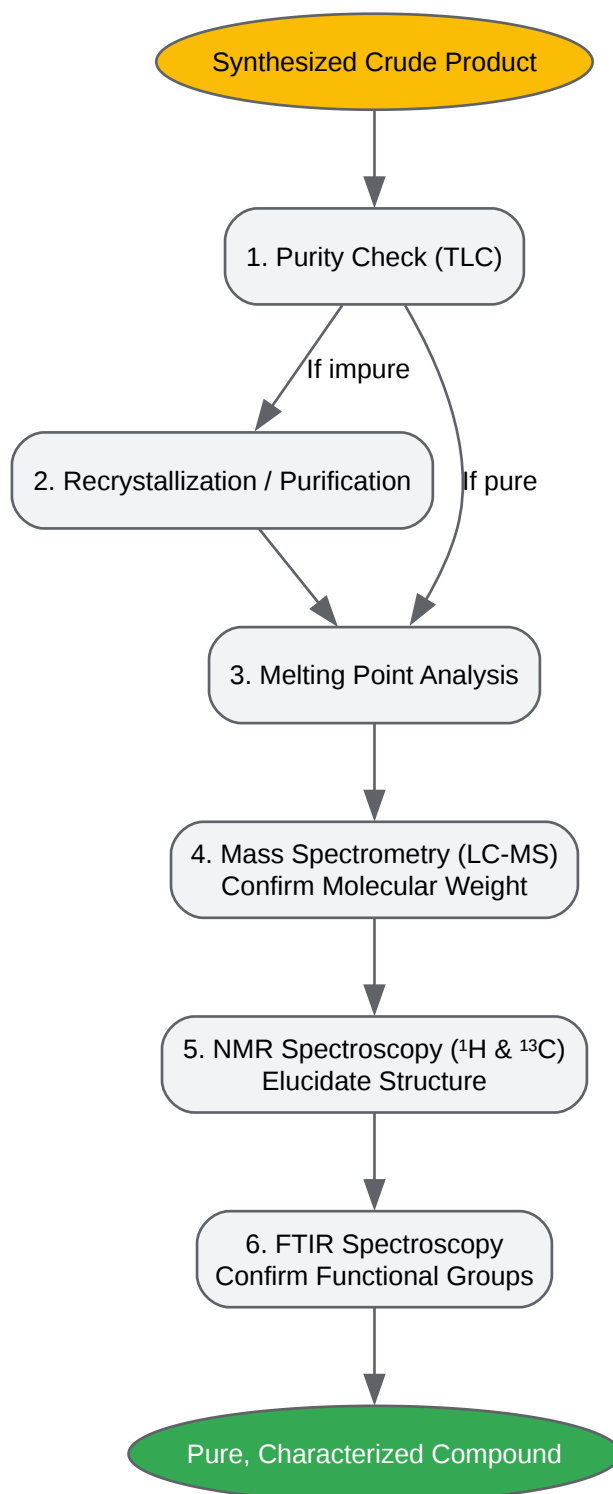 Synthesized Crude Product
1. Purity Check (TLC)
If impure
2. Recrystallization / Purification
If pure
3. Melting Point Analysis
4. Mass Spectrometry (LC-MS)
Confirm Molecular Weight
5. NMR Spectroscopy (¹H & ¹³C)
Elucidate Structure
6. FTIR Spectroscopy
Confirm Functional Groups
Pure, Characterized Compound